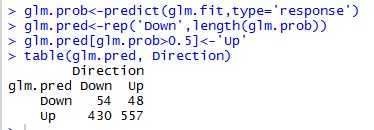 > glm.prob<-predict(glm.fit,type='response')
> glm.pred<-rep('Down',length(glm.prob))
> glm.pred[glm.prob>0.5]<-'Up'
> table(glm.pred, Direction)
        Direction
glm.pred Down  Up
    Down   54  48
    Up    430 557
>